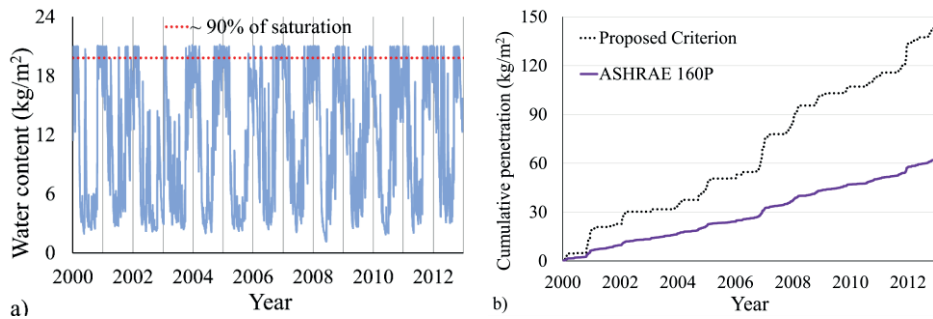 24
18
12
6
0
Water content (kg/m²)
~ 90% of saturation
2000 2002 2004 2006 2008 2010 2012
Year
a)
150
120
90
60
30
0
Cumulative penetration (kg/m²)
Proposed Criterion
ASHRAE 160P
2000 2002 2004 2006 2008 2010 2012
Year
b)